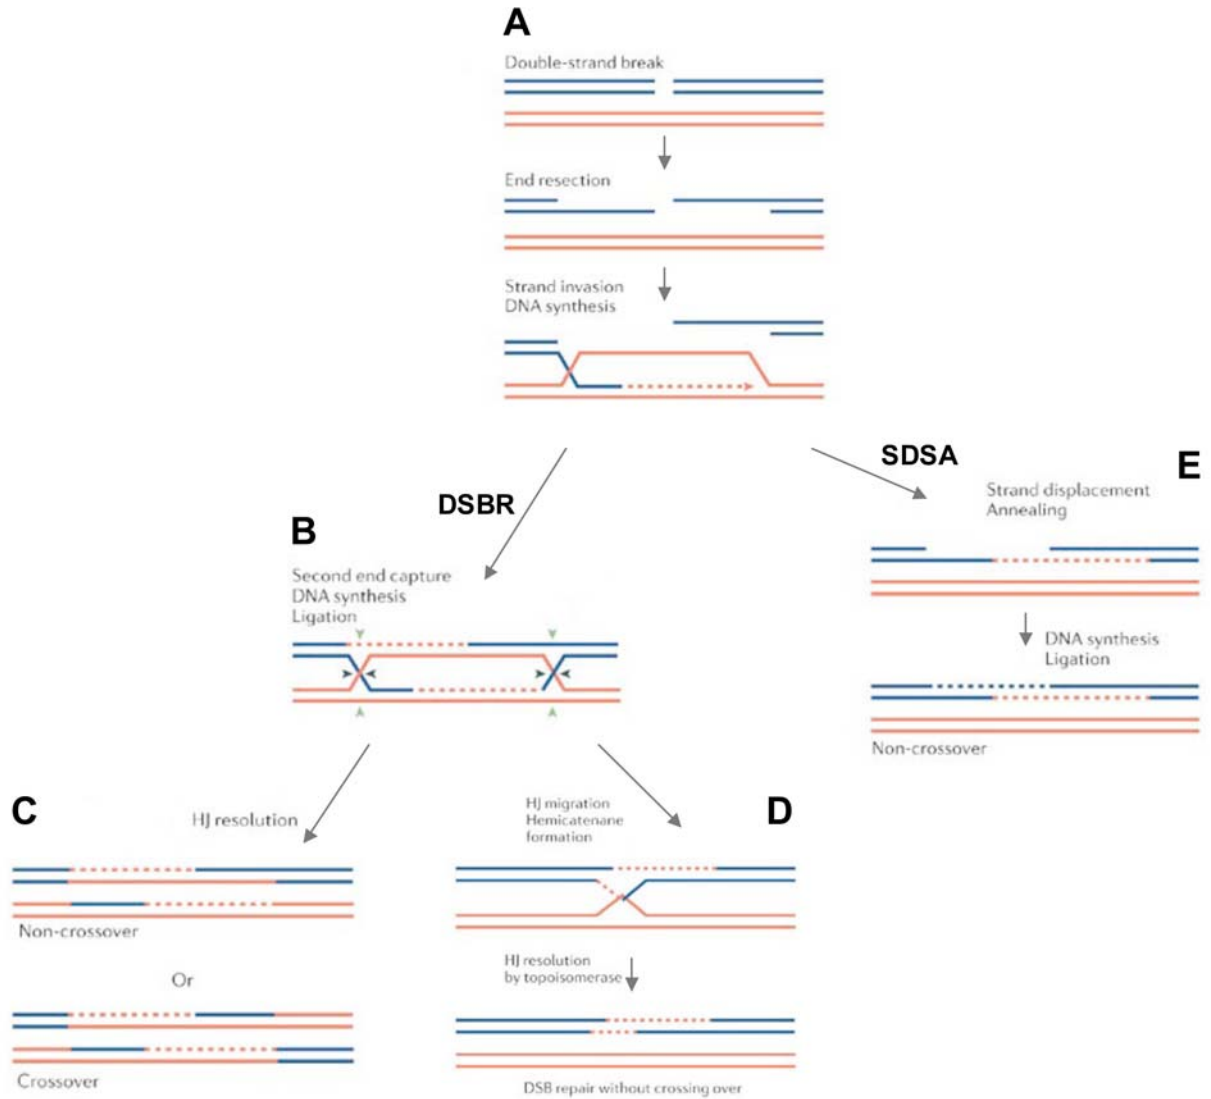 A
Double-strand break
End resection
Strand invasion
DNA synthesis
SDSA
E
Strand displacement
Annealing
DSBR
B
Second end capture
DNA synthesis
Ligation
DNA synthesis
Ligation
Non-crossover
C
HJ resolution
Non-crossover
Or
Crossover
HJ migration
Hemicatenane
formation
D
HJ resolution
by topoisomerase
DSB repair without crossing over